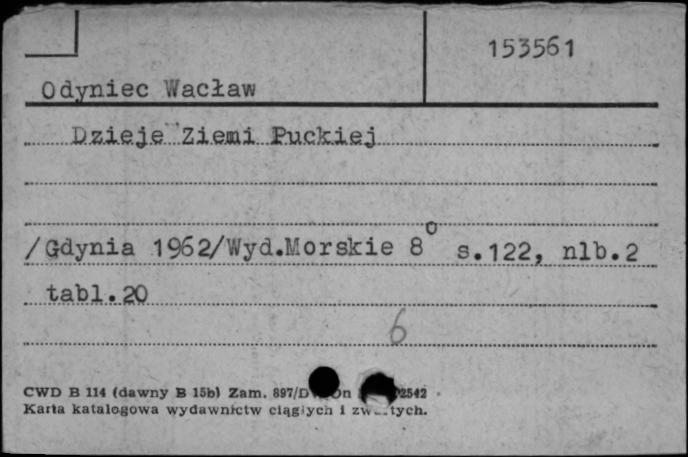 153561
Odyniec Wacław
Dzieje Ziemi Puckiej
/Gdynia 1962/Wyd.Morskie 8° s.122, nlb.2
tabl.20
6
CWD B 114 (dawny B 15b) Zam. 897/D 2542
Karta katalogowa wydawnictw ciągłych i